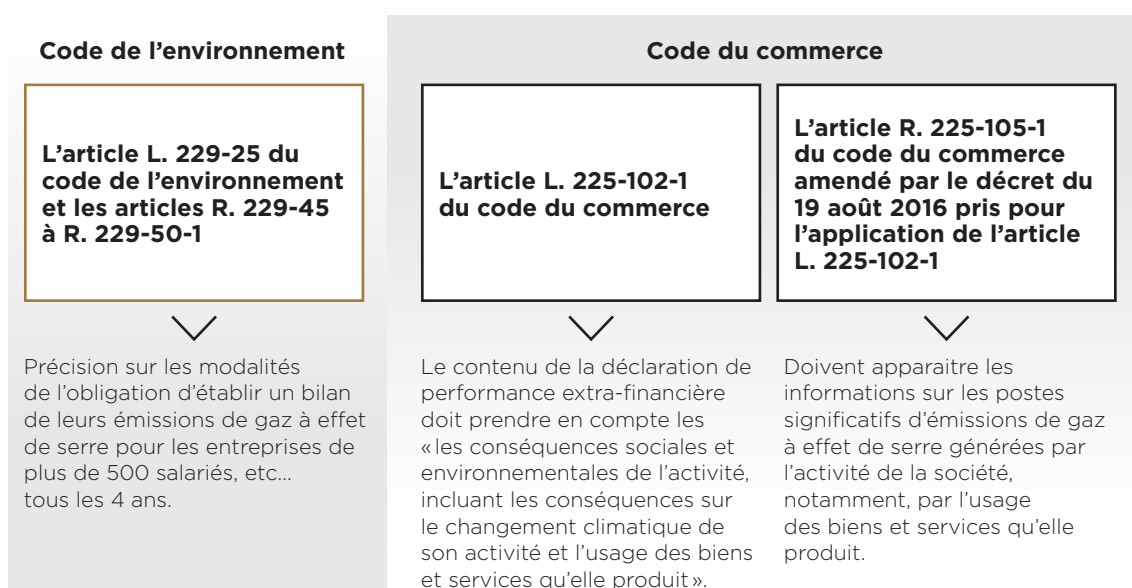 Code de l’environnement
L’article L. 229-25 du
code de l’environnement
et les articles R. 229-45
à R. 229-50-1
Précision sur les modalités
de l’obligation d’établir un bilan
de leurs émissions de gaz à effet
de serre pour les entreprises de
plus de 500 salariés, etc...
tous les 4 ans.
Code du commerce
L’article L. 225-102-1
du code du commerce
Le contenu de la déclaration de
performance extra-financière
doit prendre en compte les
« les conséquences sociales et
environnementales de l’activité,
incluant les conséquences sur
le changement climatique de
son activité et l’usage des biens
et services qu’elle produit ».
L’article R. 225-105-1
du code du commerce
amendé par le décret du
19 août 2016 pris pour
l’application de l’article
L. 225-102-1
Doivent apparaitre les
informations sur les postes
significatifs d’émissions de gaz
à effet de serre générées par
l’activité de la société,
notamment, par l’usage
des biens et services qu’elle
produit.